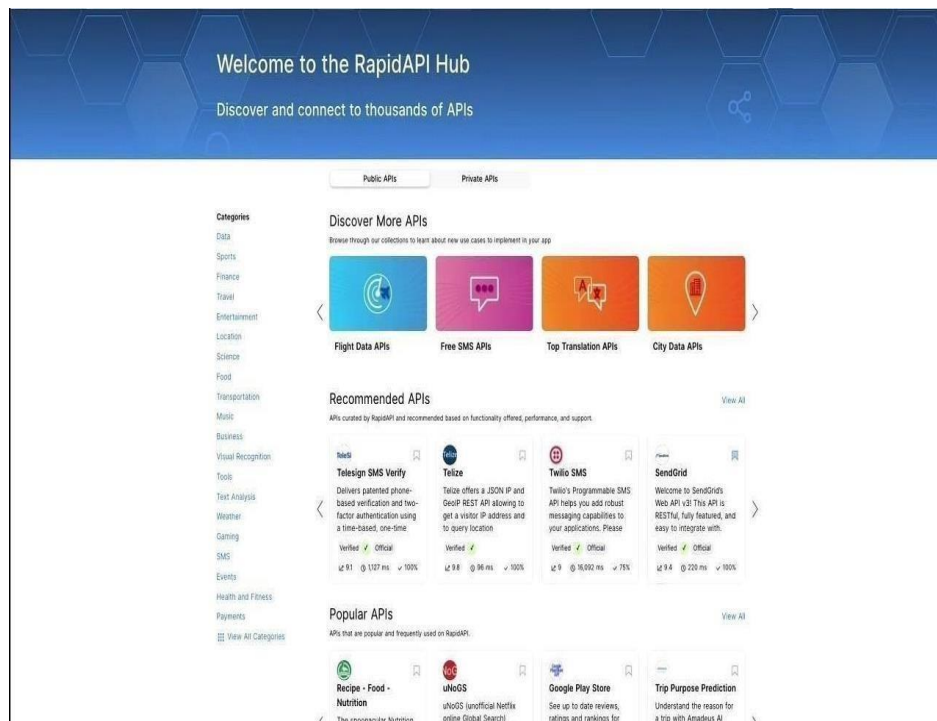 Welcome to the RapidAPI Hub
Discover and connect to thousands of APIs
Public APIs
Private APIs
Categories
Data
Sports
Finance
Travel
Entertainment
Location
Science
Food
Transportation
Music
Business
Visual Recognition
Tools
Text Analysis
Weather
Gaming
SMS
Events
Health and Fitness
Payments
View All Categories
Discover More APIs
Browse through our collections to learn about new use cases to implement in your app
A
Flight Data APIs
Free SMS APIs
Top Translation APIs
City Data APIs
Recommended APIs
View All
APIs curated by RapidAPI and recommended based on functionality offered, performance, and support.
TeleSi
Telesign SMS Verify
Delivers patented phone-
based verification and two-
factor authentication using
a time-based, one-time
Verified ✓ Official
9.1 1,127 ms 100%
Telize
Telize
Telize offers a JSON IP and
GeoIP REST API allowing to
get a visitor IP address and
to query location
Verified ✓
9.8 96 ms 100%
Twilio SMS
Twilio's Programmable SMS
API helps you add robust
messaging capabilities to
your applications. Please
Verified ✓ Official
9 16,092 ms 75%
SendGrid
Welcome to SendGrid's
Web API v3! This API is
RESTful, fully featured, and
easy to integrate with.
Verified ✓ Official
9.4 220 ms 100%
Popular APIs
View All
APIs that are popular and frequently used on RapidAPI.
Recipe - Food -
Nutrition
The spoonacular Nutrition
NoG
uNoGS
uNoGS (unofficial Netflix
online Global Search)
Google Play Store
See up to date reviews,
ratings and rankings for
Trip Purpose Prediction
Understand the reason for
a trip with Amadeus AI